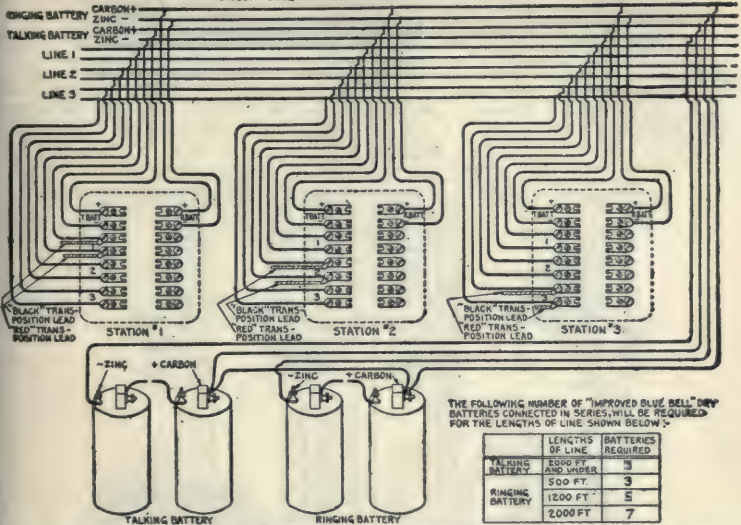 RINGING BATTERY CARBON+
ZINC -
TALKING BATTERY CARBON+
ZINC -
LINE 1
LINE 2
LINE 3
+ +
T.BATT R.BATT
2
3
"BLACK" TRANS-
POSITION LEAD
"RED" TRANS-
POSITION LEAD
STATION #1
+ +
T.BATT R.BATT
1
3
"BLACK" TRANS-
POSITION LEAD
"RED" TRANS-
POSITION LEAD
STATION #2
+ +
T.BATT R.BATT
1
2
3
"BLACK" TRANS-
POSITION LEAD
"RED" TRANS-
POSITION LEAD
STATION #3.
-ZINC + CARBON
-ZINC + CARBON
TALKING BATTERY
RINGING BATTERY
THE FOLLOWING NUMBER OF "IMPROVED BLUE BELL" DRY
BATTERIES CONNECTED IN SERIES, WILL BE REQUIRED
FOR THE LENGTHS OF LINE SHOWN BELOW:-
LENGTHS OF LINE BATTERIES REQUIRED
TALKING BATTERY 2000 FT AND UNDER 3
RINGING BATTERY 500 FT. 3
1200 FT 5
2000 FT 7